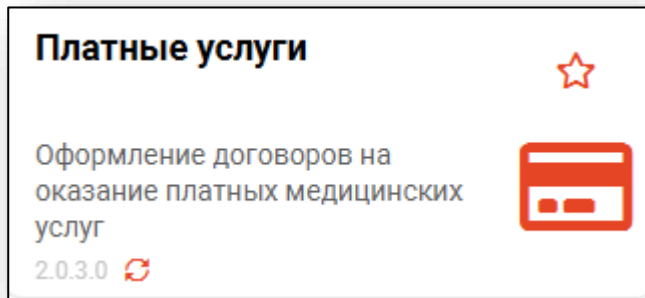 Платные услуги
Оформление договоров на
оказание платных медицинских
услуг
2.0.3.0